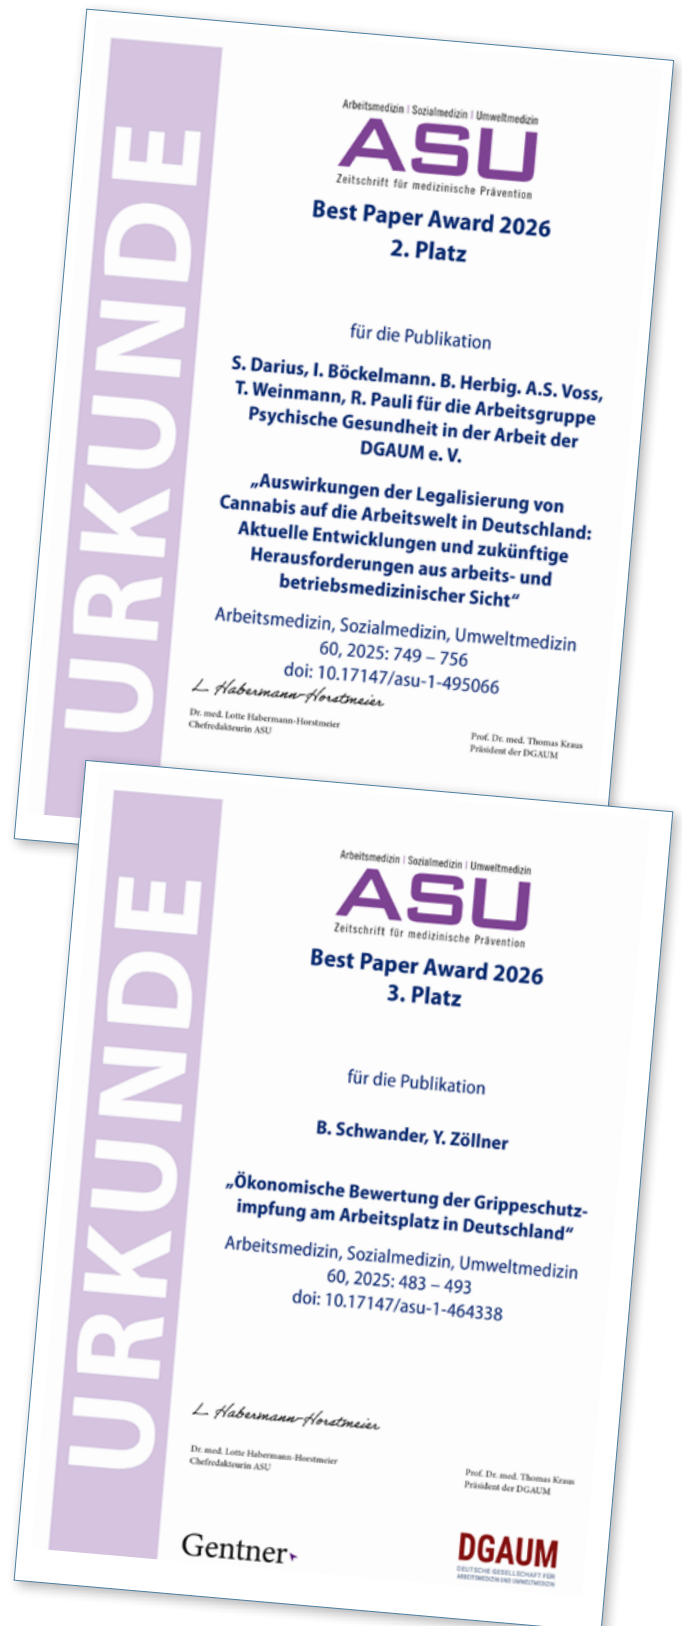 URKUNDE
Arbeitsmedizin | Sozialmedizin | Umweltmedizin
ASU
Zeitschrift für medizinische Prävention
Best Paper Award 2026
2. Platz
für die Publikation
S. Darius, I. Böckelmann. B. Herbig. A.S. Voss,
T. Weinmann, R. Pauli für die Arbeitsgruppe
Psychische Gesundheit in der Arbeit der
DGAUM e. V.
„Auswirkungen der Legalisierung von
Cannabis auf die Arbeitswelt in Deutschland:
Aktuelle Entwicklungen und zukünftige
Herausforderungen aus arbeits- und
betriebsmedizinischer Sicht“
Arbeitsmedizin, Sozialmedizin, Umweltmedizin
60, 2025: 749 – 756
doi: 10.17147/asu-1-495066
L Habermann-Horstmeier
Dr. med. Lotte Habermann-Horstmeier
Chefredakteurin ASU
Prof. Dr. med. Thomas Kraus
Präsident der DGAUM
URKUNDE
Arbeitsmedizin | Sozialmedizin | Umweltmedizin
ASU
Zeitschrift für medizinische Prävention
Best Paper Award 2026
3. Platz
für die Publikation
B. Schwander, Y. Zöllner
„Ökonomische Bewertung der Grippeschutz-
impfung am Arbeitsplatz in Deutschland“
Arbeitsmedizin, Sozialmedizin, Umweltmedizin
60, 2025: 483 – 493
doi: 10.17147/asu-1-464338
L Habermann-Horstmeier
Dr. med. Lotte Habermann-Horstmeier
Chefredakteurin ASU
Prof. Dr. med. Thomas Kraus
Präsident der DGAUM
Gentner
DGAUM
DEUTSCHE GESELLSCHAFT FÜR
ARBEITSMEDIZIN UND UMWELTMEDIZIN